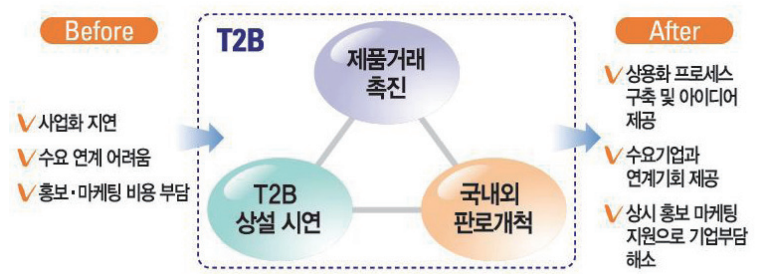 Before
사업화 지연
수요 연계 어려움
홍보·마케팅 비용 부담
T2B
제품거래
촉진
T2B
상설 시연
국내외
판로개척
After
상용화 프로세스
구축 및 아이디어
제공
수요기업과
연계기회 제공
상시 홍보 마케팅
지원으로 기업부담
해소